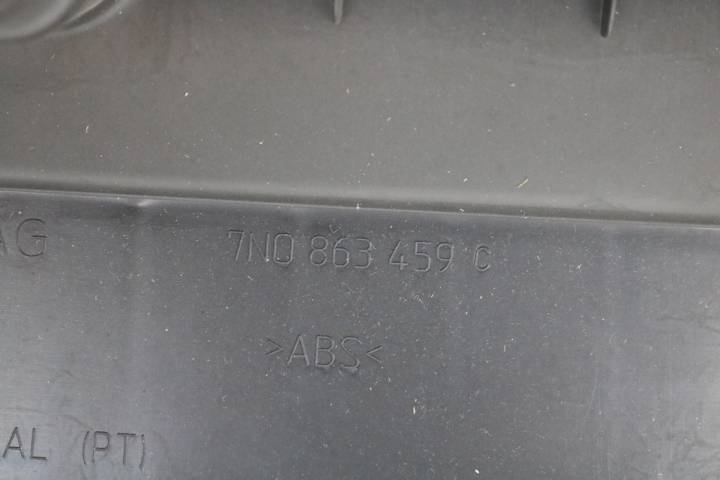 AG 7N0 863 459 C
>ABS<
AL (PT)